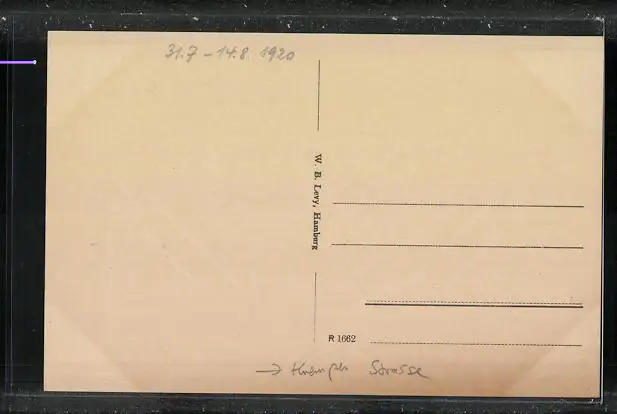 31.7 – 14.8. 1920
W. B. Levy, Hamburg
R 1662
→ Strasse